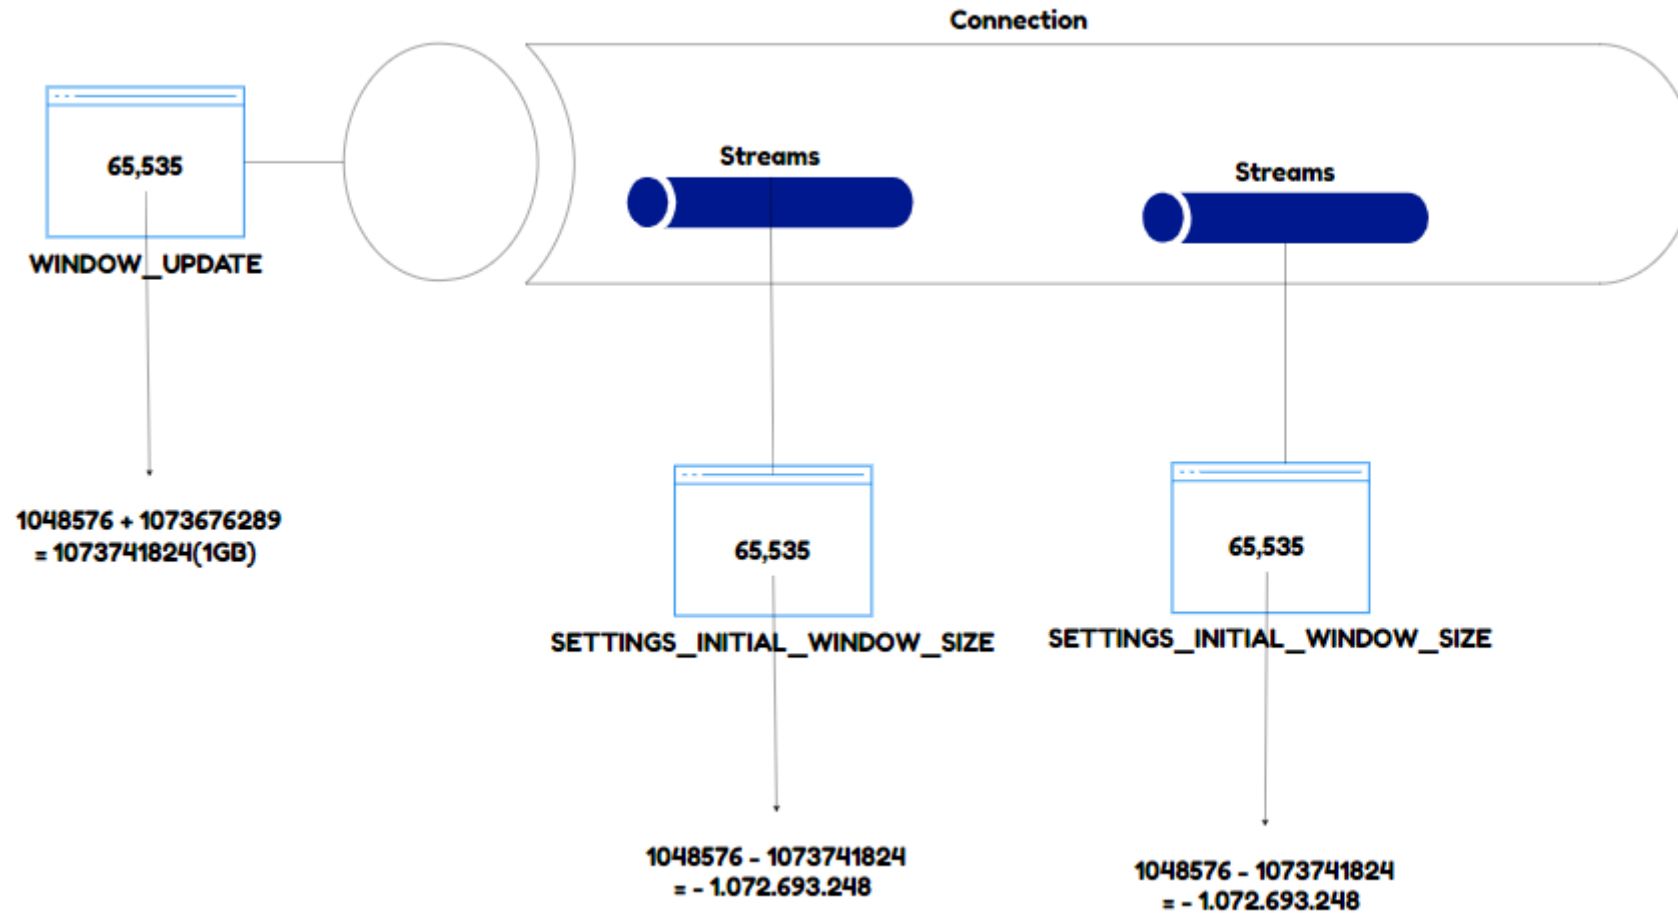 Connection
65,535
WINDOW_UPDATE
1048576 + 1073676289
= 1073741824(1GB)
Streams
Streams
65,535
SETTINGS_INITIAL_WINDOW_SIZE
1048576 - 1073741824
= - 1.072.693.248
65,535
SETTINGS_INITIAL_WINDOW_SIZE
1048576 - 1073741824
= - 1.072.693.248